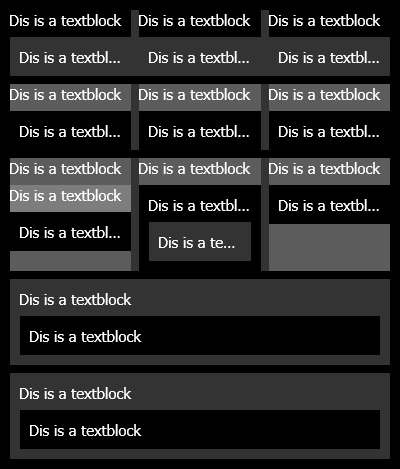 Dis is a textblock Dis is a textblock Dis is a textblock
Dis is a textbl... Dis is a textbl... Dis is a textbl...
Dis is a textblock Dis is a textblock Dis is a textblock
Dis is a textbl... Dis is a textbl... Dis is a textbl...
Dis is a textblock Dis is a textblock Dis is a textblock
Dis is a textblock Dis is a textbl... Dis is a textbl...
Dis is a textbl... Dis is a te...
Dis is a textblock
Dis is a textblock
Dis is a textblock
Dis is a textblock